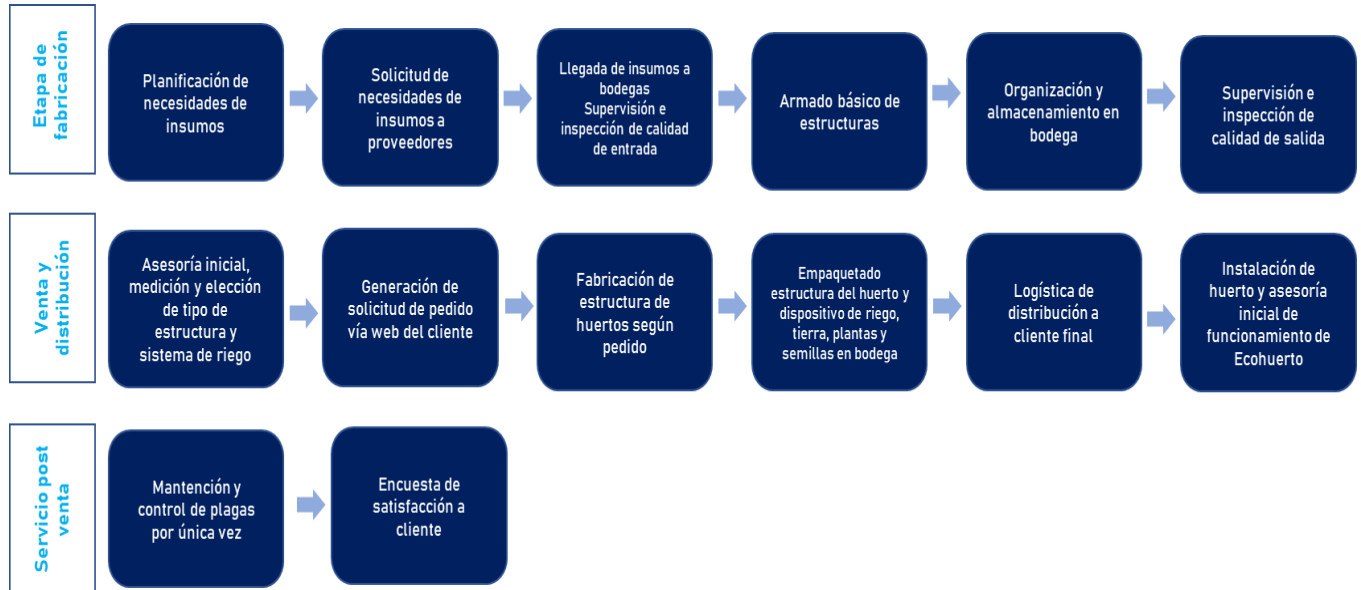 Etapa de
fabricación
Planificación de
necesidades de
insumos
Solicitud de
necesidades de
insumos a
proveedores
Llegada de insumos a
bodegas
Supervisión e
inspección de calidad
de entrada
Armado básico de
estructuras
Organización y
almacenamiento en
bodega
Supervisión e
inspección de
calidad de salida
Venta y
distribución
Asesoría inicial,
medición y elección
de tipo de
estructura y
sistema de riego
Generación de
solicitud de pedido
vía web del cliente
Fabricación de
estructura de
huertos según
pedido
Empaquetado
estructura del huerto y
dispositivo de riego,
tierra, plantas y
semillas en bodega
Logística de
distribución a
cliente final
Instalación de
huerto y asesoría
inicial de
funcionamiento de
Ecohuerto
Servicio post
venta
Mantención y
control de plagas
por única vez
Encuesta de
satisfacción a
cliente